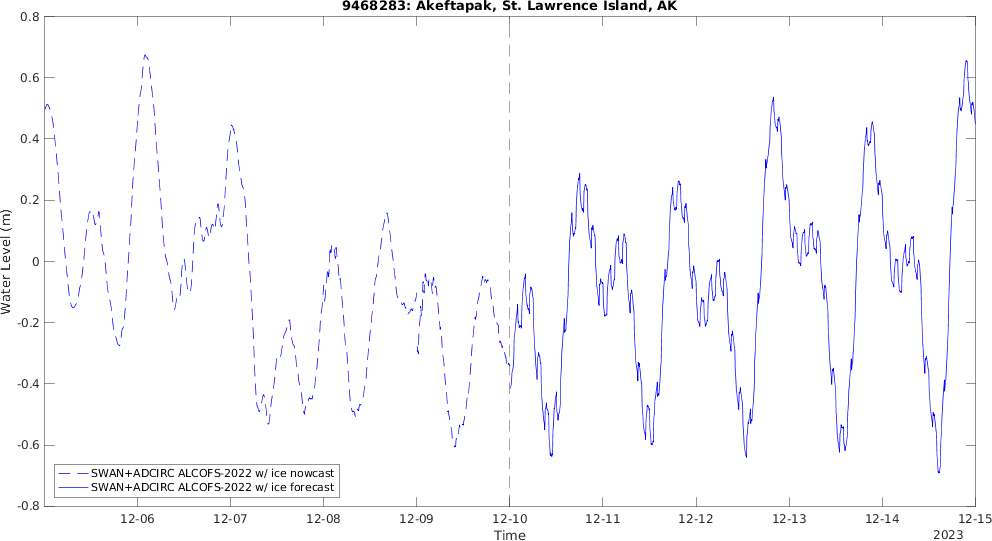 9468283: Akeftapak, St. Lawrence Island, AK
0.8
0.6
0.4
0.2
0
-0.2
-0.4
-0.6
-0.8
Water Level (m)
SWAN+ADCIRC ALCOFS-2022 w/ ice nowcast
SWAN+ADCIRC ALCOFS-2022 w/ ice forecast
12-06 12-07 12-08 12-09 12-10 12-11 12-12 12-13 12-14 12-15
Time
2023